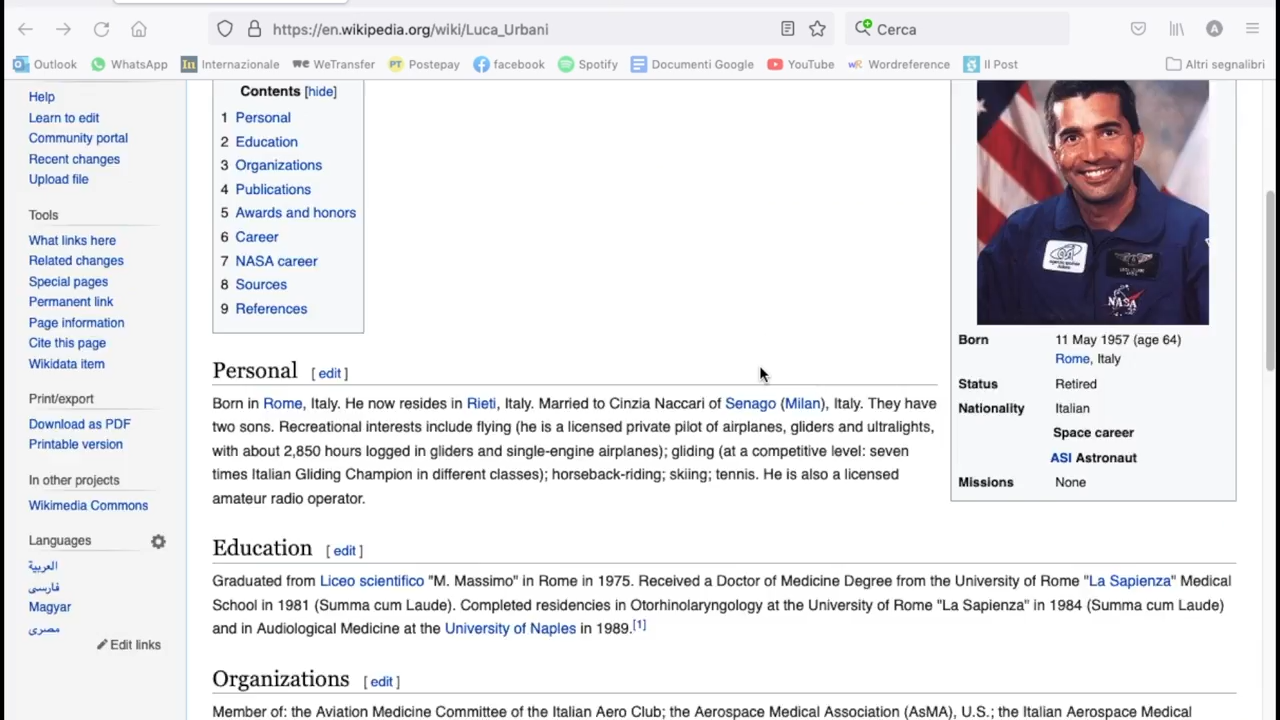 https://en.wikipedia.org/wiki/Luca_Urbani
Cerca
A
Outlook
WhatsApp
In Internazionale
we WeTransfer
PT Postepay
facebook
Spotify
Documenti Google
YouTube
wR Wordreference
Il Post
Altri segnalibri
Help
Learn to edit
Community portal
Recent changes
Upload file
Tools
What links here
Related changes
Special pages
Permanent link
Page information
Cite this page
Wikidata item
Print/export
Download as PDF
Printable version
In other projects
Wikimedia Commons
Languages
العربية
فارسی
Magyar
مصرى
Edit links
Contents [hide]
1 Personal
2 Education
3 Organizations
4 Publications
5 Awards and honors
6 Career
7 NASA career
8 Sources
9 References
Personal [ edit ]
Born in Rome, Italy. He now resides in Rieti, Italy. Married to Cinzia Naccari of Senago (Milan), Italy. They have
two sons. Recreational interests include flying (he is a licensed private pilot of airplanes, gliders and ultralights,
with about 2,850 hours logged in gliders and single-engine airplanes); gliding (at a competitive level: seven
times Italian Gliding Champion in different classes); horseback-riding; skiing; tennis. He is also a licensed
amateur radio operator.
Education [ edit ]
Graduated from Liceo scientifico "M. Massimo" in Rome in 1975. Received a Doctor of Medicine Degree from the University of Rome "La Sapienza" Medical
School in 1981 (Summa cum Laude). Completed residencies in Otorhinolaryngology at the University of Rome "La Sapienza" in 1984 (Summa cum Laude)
and in Audiological Medicine at the University of Naples in 1989.[1]
Organizations [ edit ]
Member of: the Aviation Medicine Committee of the Italian Aero Club; the Aerospace Medical Association (AsMA), U.S.; the Italian Aerospace Medical
NASA
Born 11 May 1957 (age 64)
Rome, Italy
Status Retired
Nationality Italian
Space career
ASI Astronaut
Missions None